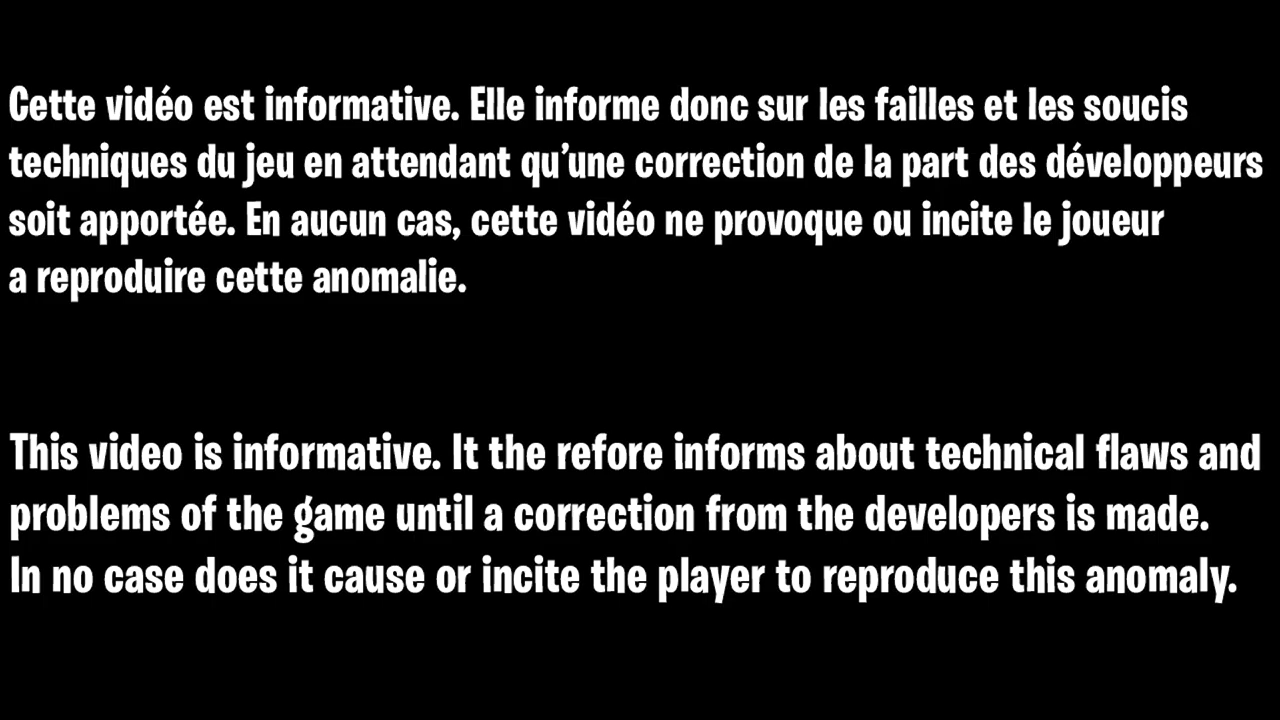 Cette vidéo est informative. Elle informe donc sur les failles et les soucis
techniques du jeu en attendant qu’une correction de la part des développeurs
soit apportée. En aucun cas, cette vidéo ne provoque ou incite le joueur
a reproduire cette anomalie.
This video is informative. It the refore informs about technical flaws and
problems of the game until a correction from the developers is made.
In no case does it cause or incite the player to reproduce this anomaly.